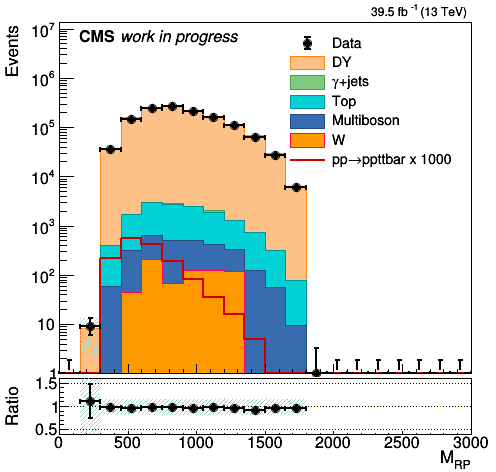 39.5 fb⁻¹ (13 TeV)
CMS work in progress
Events
10⁷
10⁶
10⁵
10⁴
10³
10²
10
1
Data
DY
γ+jets
Top
Multiboson
W
pp→ppttbar x 1000
Ratio
1.5
1
0.5
0 500 1000 1500 2000 2500 3000
M_RP